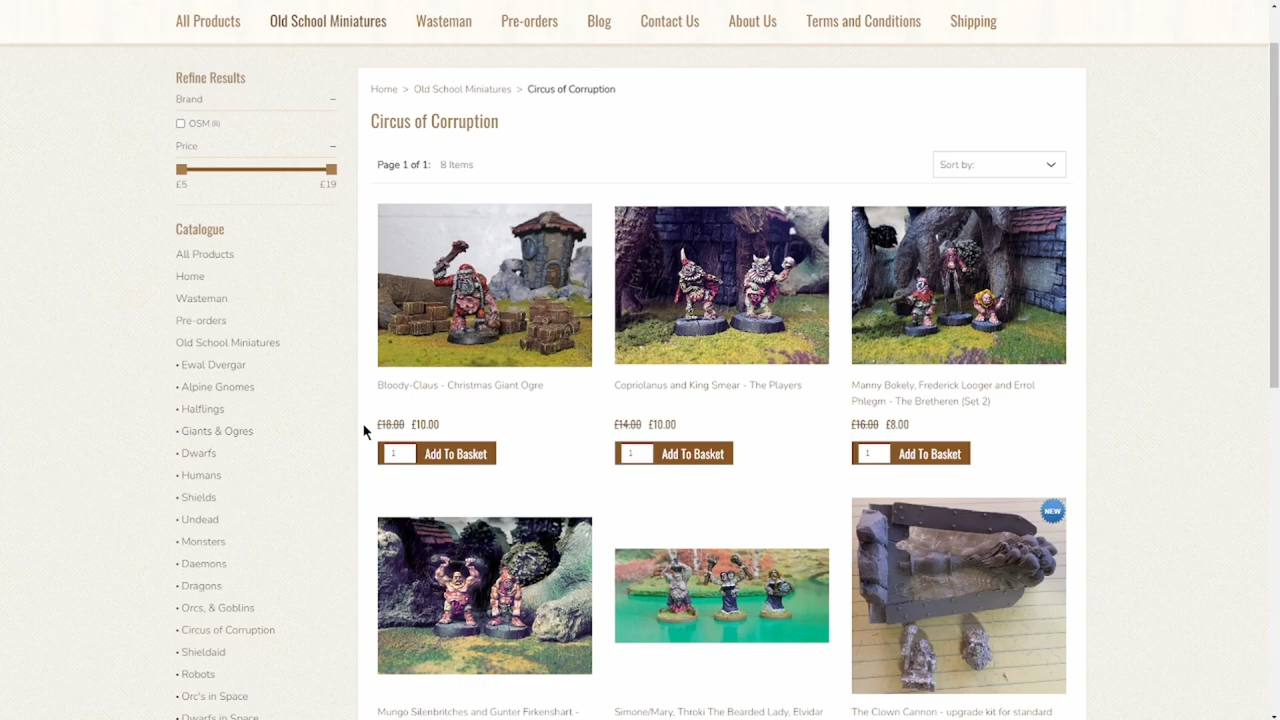 All Products Old School Miniatures Wasteman Pre-orders Blog Contact Us About Us Terms and Conditions Shipping
Refine Results
Brand –
OSM (8)
Price –
£5 £19
Catalogue
All Products
Home
Wasteman
Pre-orders
Old School Miniatures
• Ewal Dvergar
• Alpine Gnomes
• Halflings
• Giants & Ogres
• Dwarfs
• Humans
• Shields
• Undead
• Monsters
• Daemons
• Dragons
• Orcs, & Goblins
• Circus of Corruption
• Shieldaid
• Robots
• Orc's in Space
• Dwarfs in Space
Home > Old School Miniatures > Circus of Corruption
Circus of Corruption
Page 1 of 1: 8 Items
Sort by:
Bloody-Claus - Christmas Giant Ogre
£18.00 £10.00
1 Add To Basket
Copriolanus and King Smear - The Players
£14.00 £10.00
1 Add To Basket
Manny Bokely, Frederick Looger and Errol
Phlegm - The Bretheren (Set 2)
£16.00 £8.00
1 Add To Basket
NEW
Mungo Silenbritches and Gunter Firkenshart -
Simone/Mary, Throki The Bearded Lady, Elvidar
The Clown Cannon - upgrade kit for standard